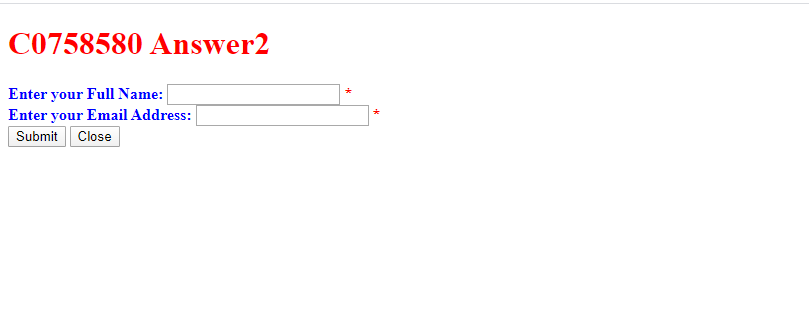 C0758580 Answer2
Enter your Full Name: *
Enter your Email Address: *
Submit Close